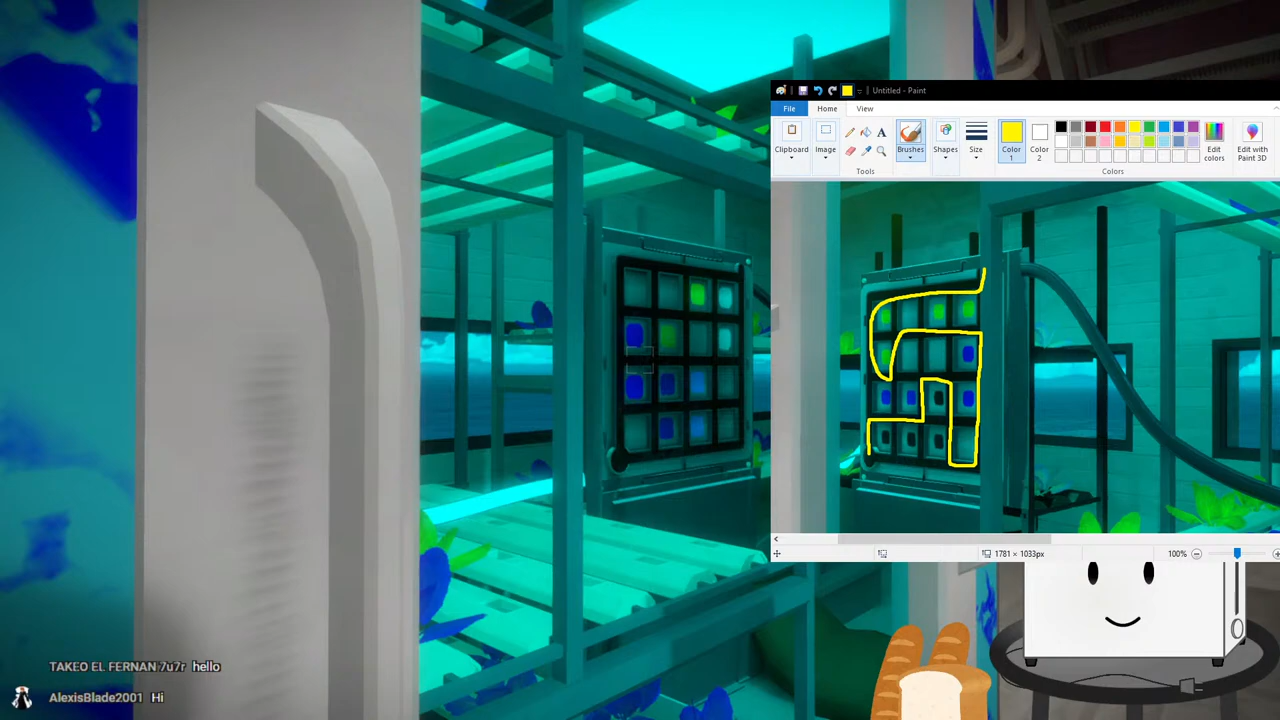 Untitled - Paint
File
Home
View
Clipboard
Image
A
Tools
Brushes
Shapes
Size
Color 1
Color 2
Edit colors
Edit with Paint 3D
Colors
1781 × 1033px
100%
TAKEO EL FERNAN 7u7r hello
AlexisBlade2001 Hi